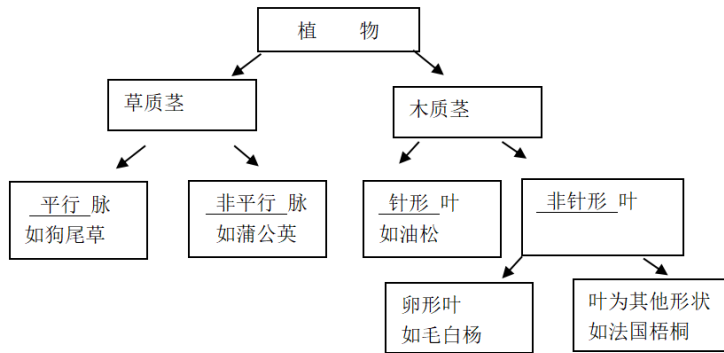 植 物
草质茎
木质茎
平行 脉
如狗尾草
非平行 脉
如蒲公英
针形 叶
如油松
非针形 叶
卵形叶
如毛白杨
叶为其他形状
如法国梧桐